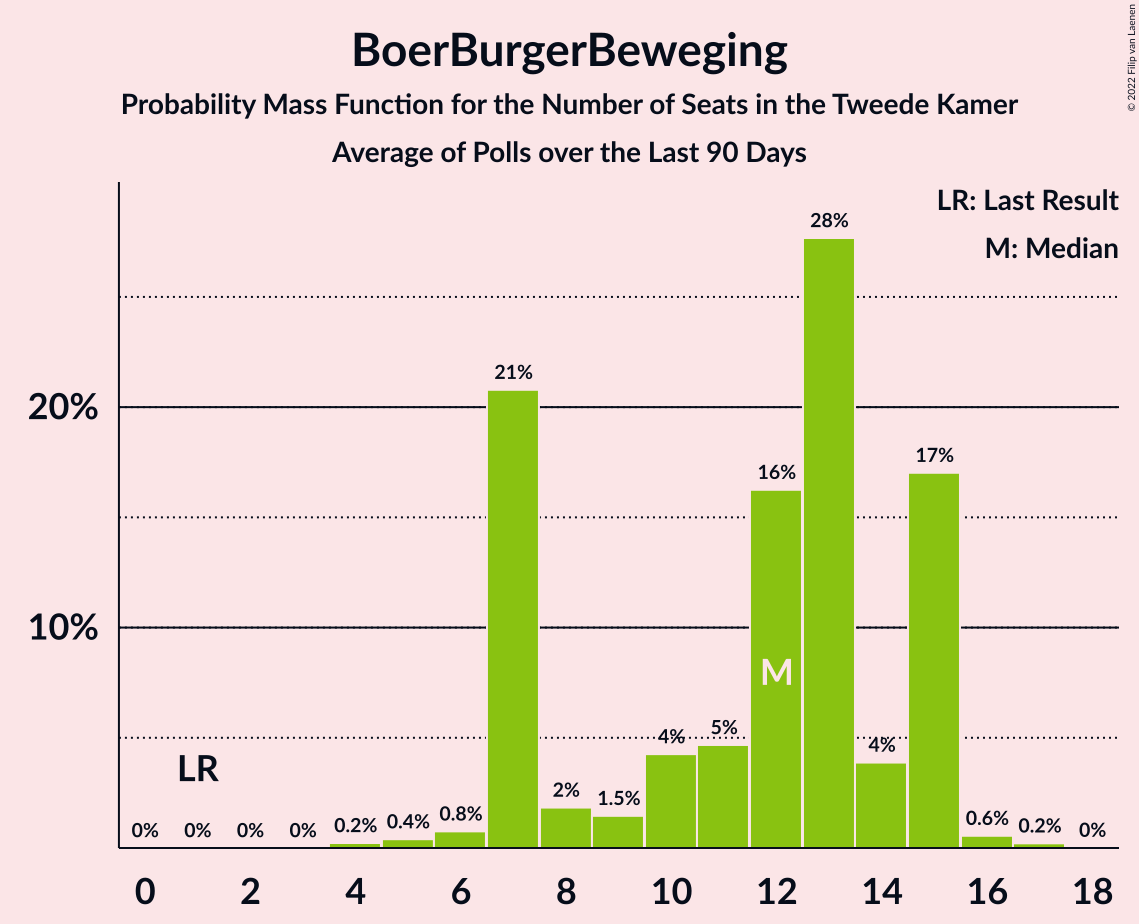 BoerBurgerBeweging
Probability Mass Function for the Number of Seats in the Tweede Kamer
Average of Polls over the Last 90 Days
© 2022 Filip van Laenen
LR: Last Result
M: Median
28%
21%
20%
17%
16%
10%
M
5%
4%
4%
LR
2%
1.5%
0.8%
0.6%
0.4%
0.2%
0.2%
0% 0% 0% 0% 0%
0 2 4 6 8 10 12 14 16 18